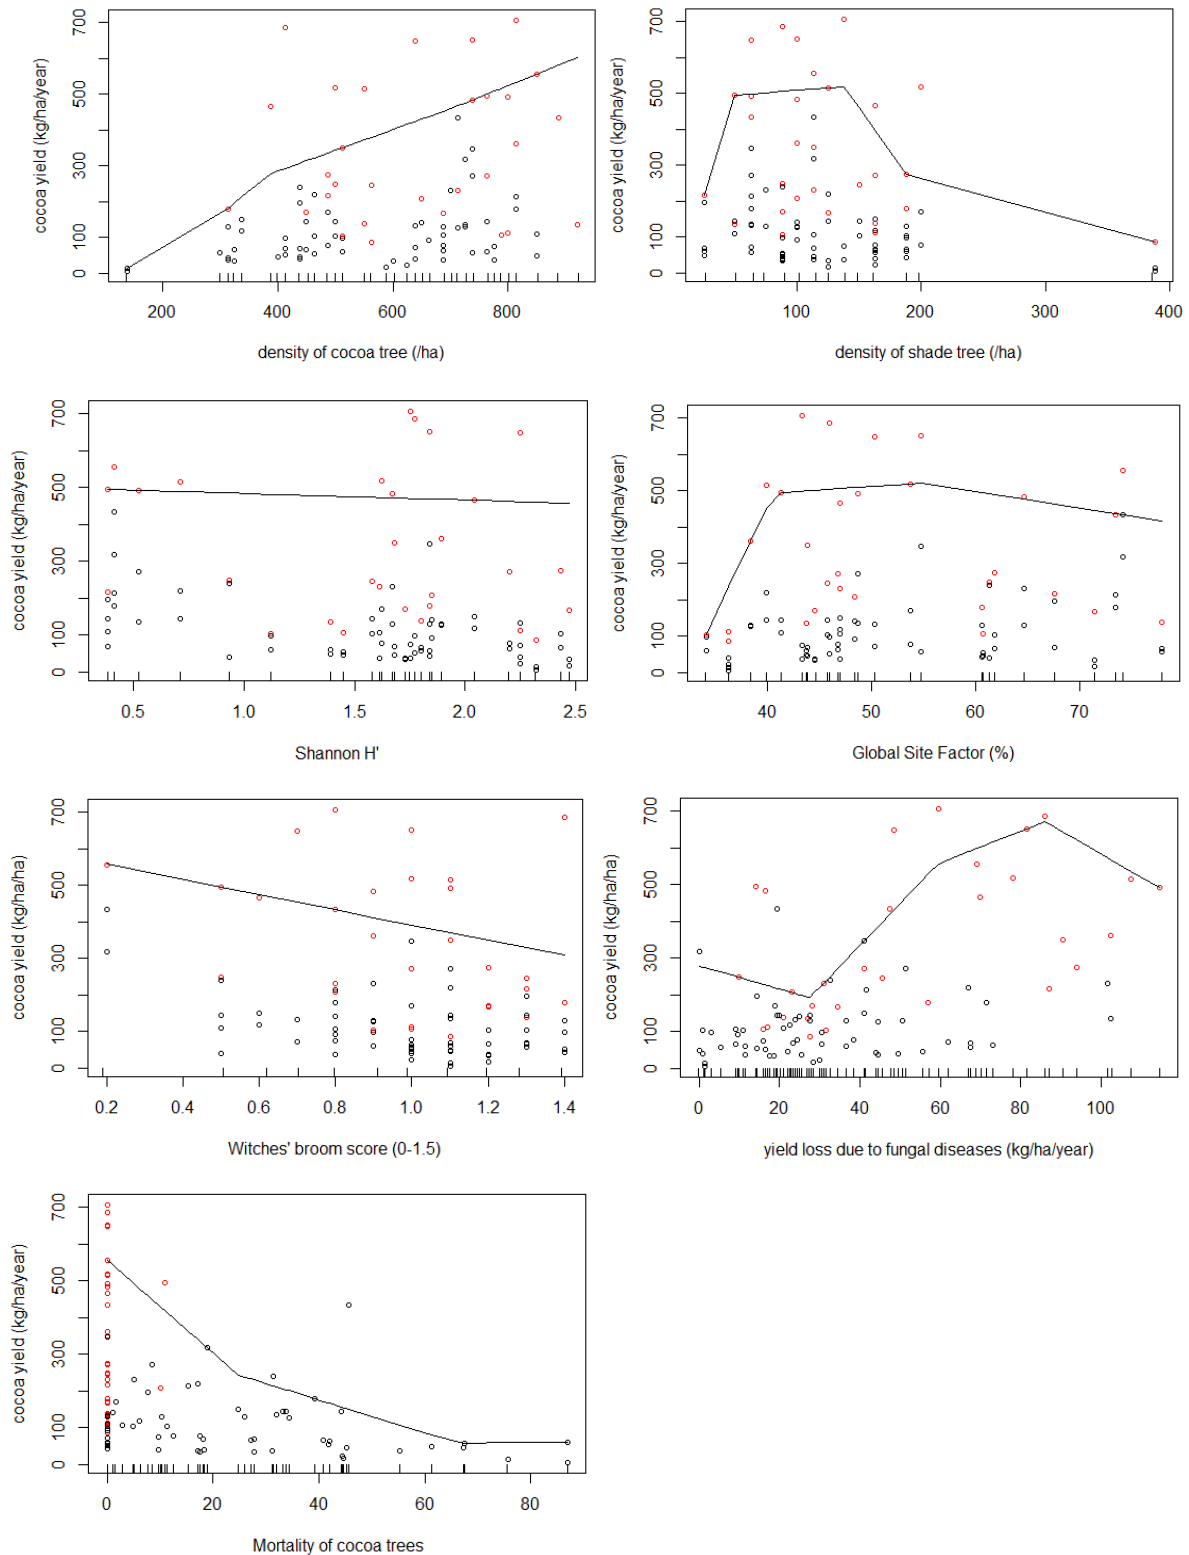 cocoa yield (kg/ha/year)
0 100 300 500 700
200 400 600 800
density of cocoa tree (/ha)
cocoa yield (kg/ha/year)
0 100 300 500 700
100 200 300 400
density of shade tree (/ha)
cocoa yield (kg/ha/year)
0 100 300 500 700
0.5 1.0 1.5 2.0 2.5
Shannon H'
cocoa yield (kg/ha/year)
0 100 300 500 700
40 50 60 70
Global Site Factor (%)
cocoa yield (kg/ha/ha)
0 100 300 500 700
0.2 0.4 0.6 0.8 1.0 1.2 1.4
Witches' broom score (0-1.5)
cocoa yield (kg/ha/year)
0 100 300 500 700
0 20 40 60 80 100
yield loss due to fungal diseases (kg/ha/year)
cocoa yield (kg/ha/year)
0 100 300 500 700
0 20 40 60 80
Mortality of cocoa trees